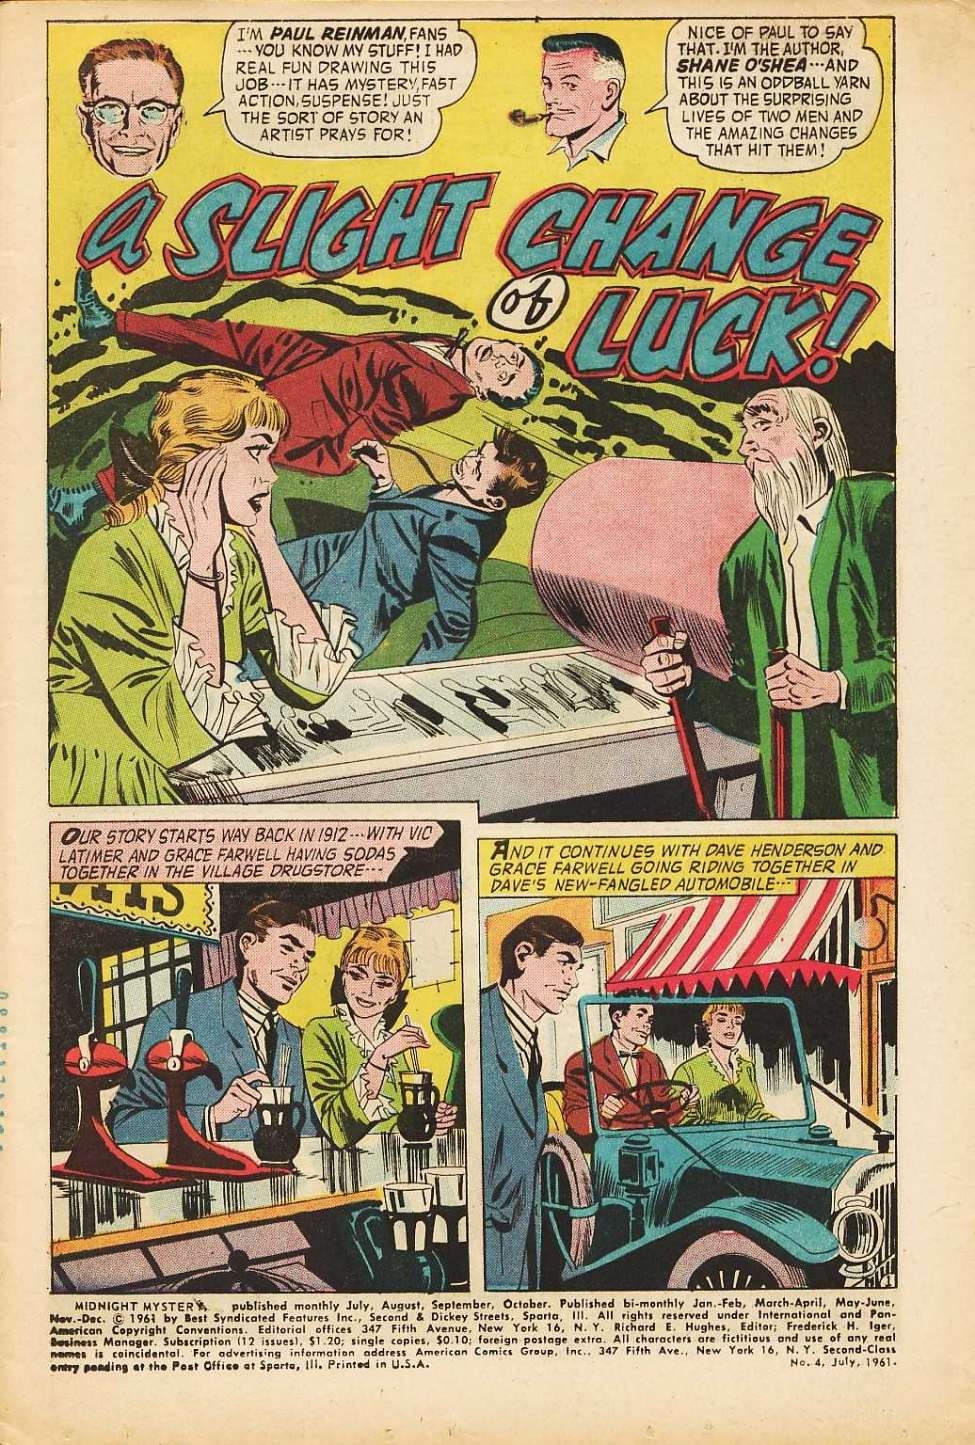 I'M PAUL REINMAN, FANS
---YOU KNOW MY STUFF! I HAD
REAL FUN DRAWING THIS
JOB---IT HAS MYSTERY, FAST
ACTION, SUSPENSE! JUST
THE SORT OF STORY AN
ARTIST PRAYS FOR!
NICE OF PAUL TO SAY
THAT. I'M THE AUTHOR,
SHANE O'SHEA---AND
THIS IS AN ODDBALL YARN
ABOUT THE SURPRISING
LIVES OF TWO MEN AND
THE AMAZING CHANGES
THAT HIT THEM!
A SLIGHT CHANGE
of LUCK!
OUR STORY STARTS WAY BACK IN 1912---WITH VIC
LATIMER AND GRACE FARWELL HAVING SODAS
TOGETHER IN THE VILLAGE DRUGSTORE---
AND IT CONTINUES WITH DAVE HENDERSON AND
GRACE FARWELL GOING RIDING TOGETHER IN
DAVE'S NEW-FANGLED AUTOMOBILE---
1
MIDNIGHT MYSTERY, published monthly July, August, September, October. Published bi-monthly Jan.-Feb, March-April, May-June,
Nov.-Dec. © 1961 by Best Syndicated Features Inc., Second & Dickey Streets, Sparta, Ill. All rights reserved under International and Pan-
American Copyright Conventions. Editorial offices 347 Fifth Avenue, New York 16, N. Y. Richard E. Hughes, Editor; Frederick H. Iger,
Business Manager. Subscription (12 issues), $1.20; single copies, $0.10; foreign postage extra. All characters are fictitious and use of any real
names is coincidental. For advertising information address American Comics Group, Inc., 347 Fifth Ave., New York 16, N. Y. Second-Class
entry pending at the Post Office at Sparta, Ill. Printed in U.S.A.
No. 4, July, 1961.